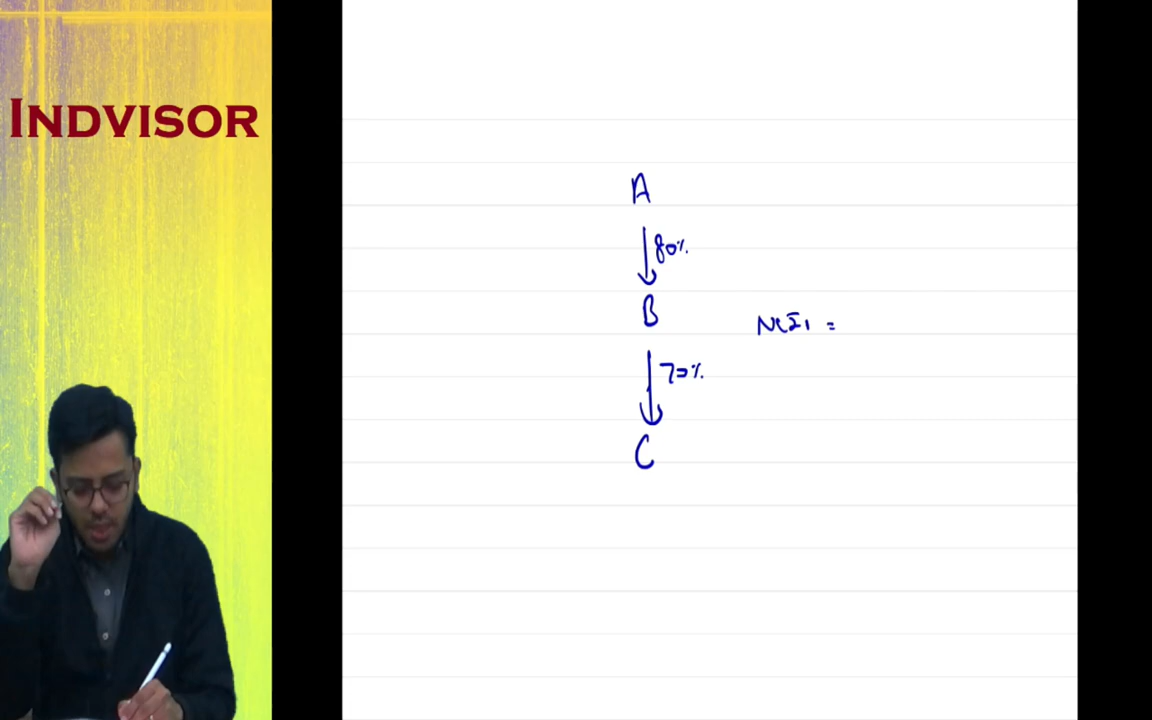 INDVISOR
A
80%
B
NCI, =
70%
C